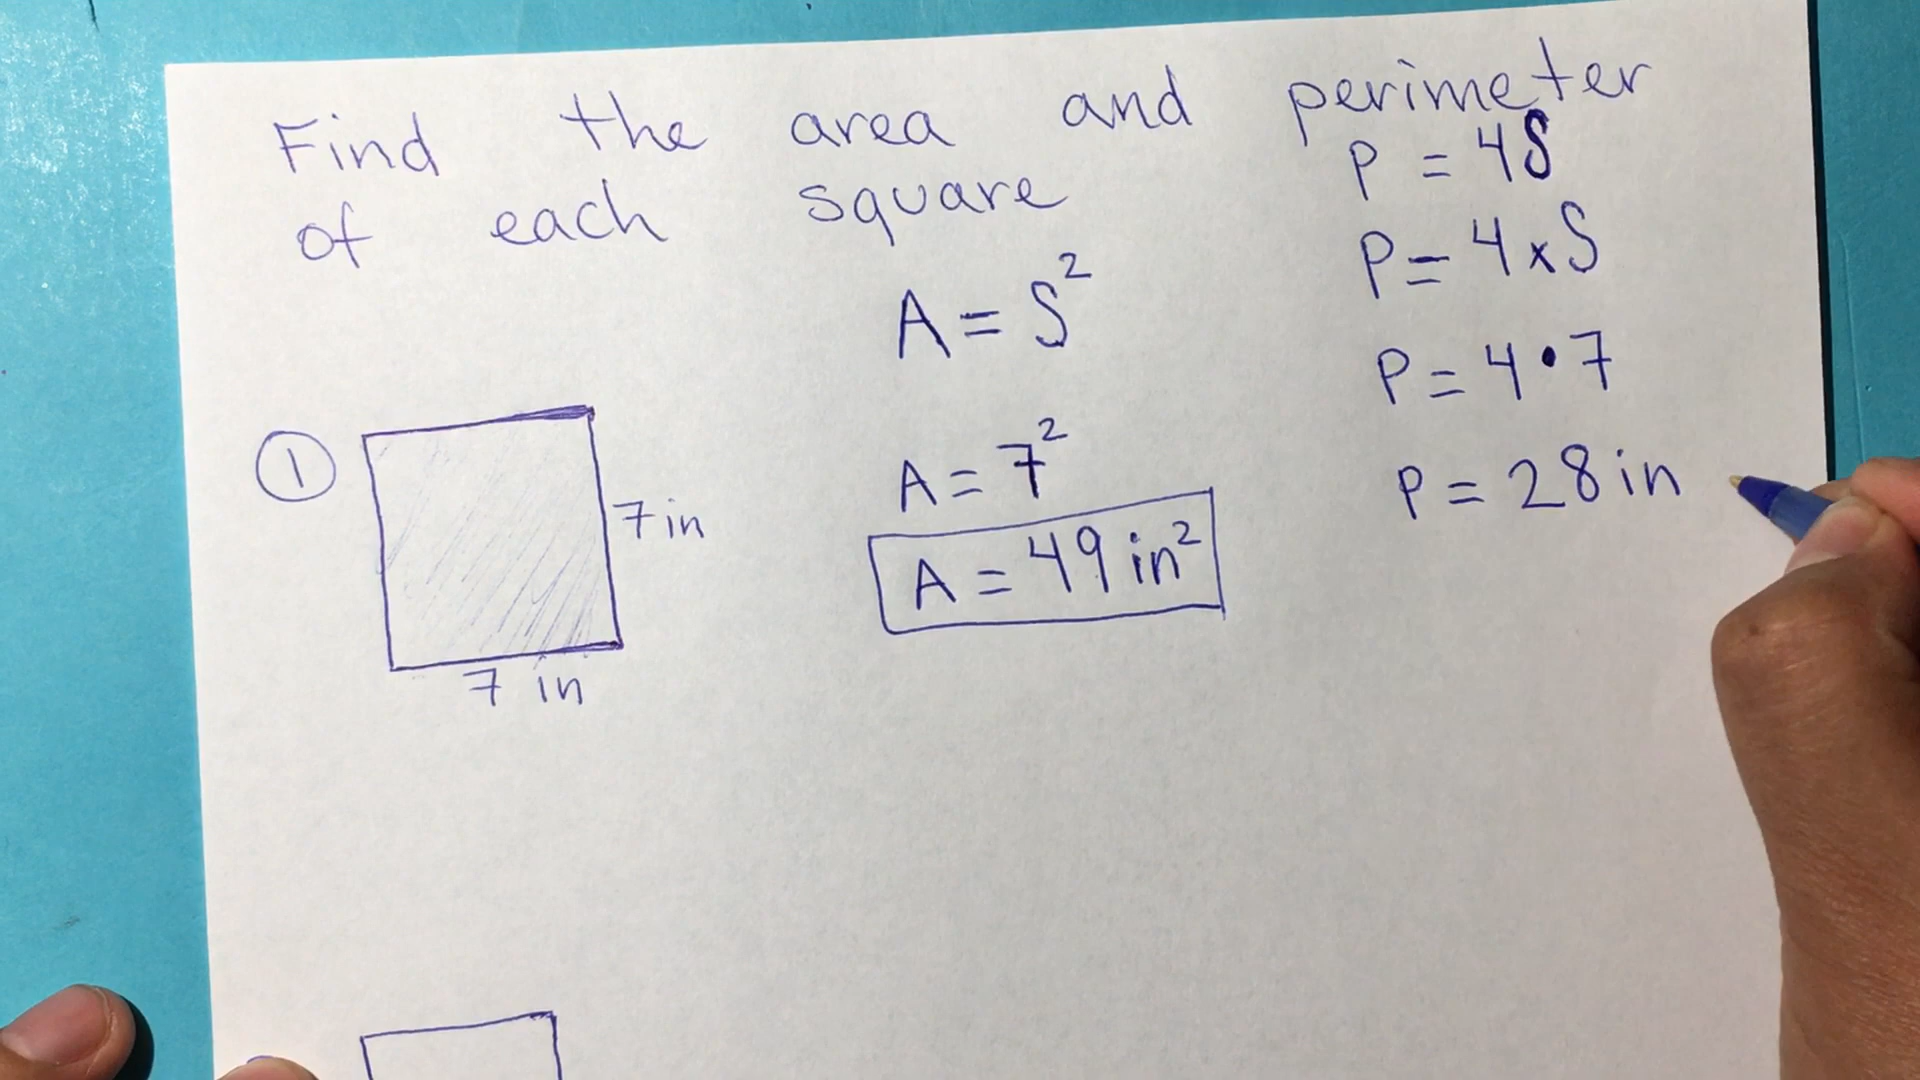 Find the area and perimeter
of each square
P = 4S
P = 4 x S
P = 4 • 7
P = 28 in
A = S²
A = 7²
A = 49 in²
①
7 in
7 in